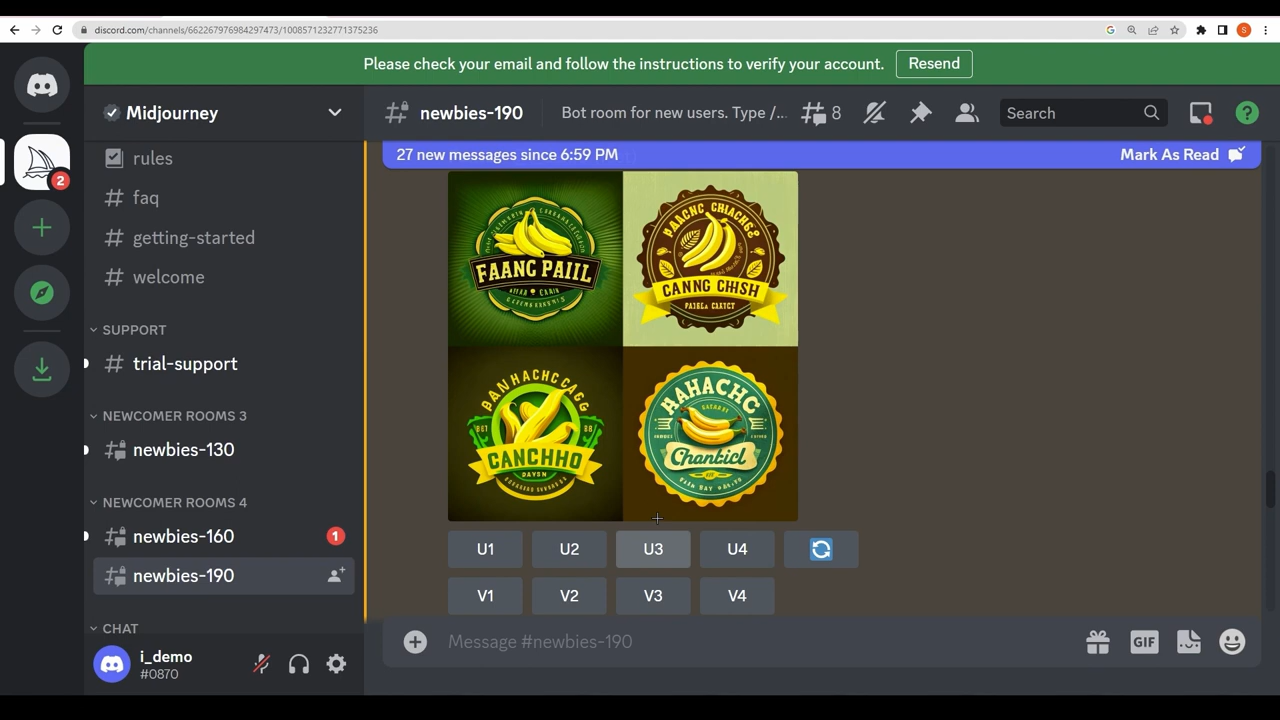 discord.com/channels/662267976984297473/1008571232771375236
S
Please check your email and follow the instructions to verify your account.
Resend
Midjourney
newbies-190
Bot room for new users. Type /...
8
Search
2
rules
faq
getting-started
welcome
SUPPORT
trial-support
NEWCOMER ROOMS 3
newbies-130
NEWCOMER ROOMS 4
newbies-160
1
newbies-190
CHAT
i_demo
#0870
27 new messages since 6:59 PM
Mark As Read
FAANC PAIIL
CANNG CHSH
CANCHHO
DAVSN
HAHACHC
Chanticl
U1
U2
U3
U4
V1
V2
V3
V4
Message #newbies-190
GIF